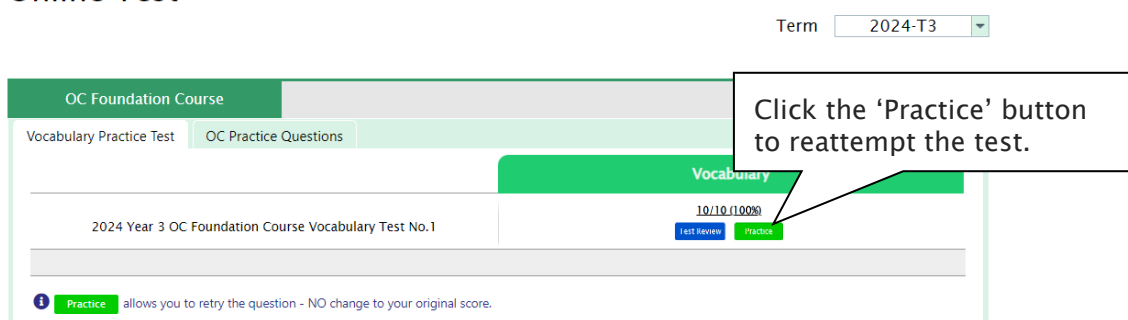 Term 2024-T3
OC Foundation Course
Click the ‘Practice’ button
to reattempt the test.
Vocabulary Practice Test OC Practice Questions
Vocabulary
10/10 (100%)
2024 Year 3 OC Foundation Course Vocabulary Test No.1
Test Review Practice
Practice allows you to retry the question - NO change to your original score.